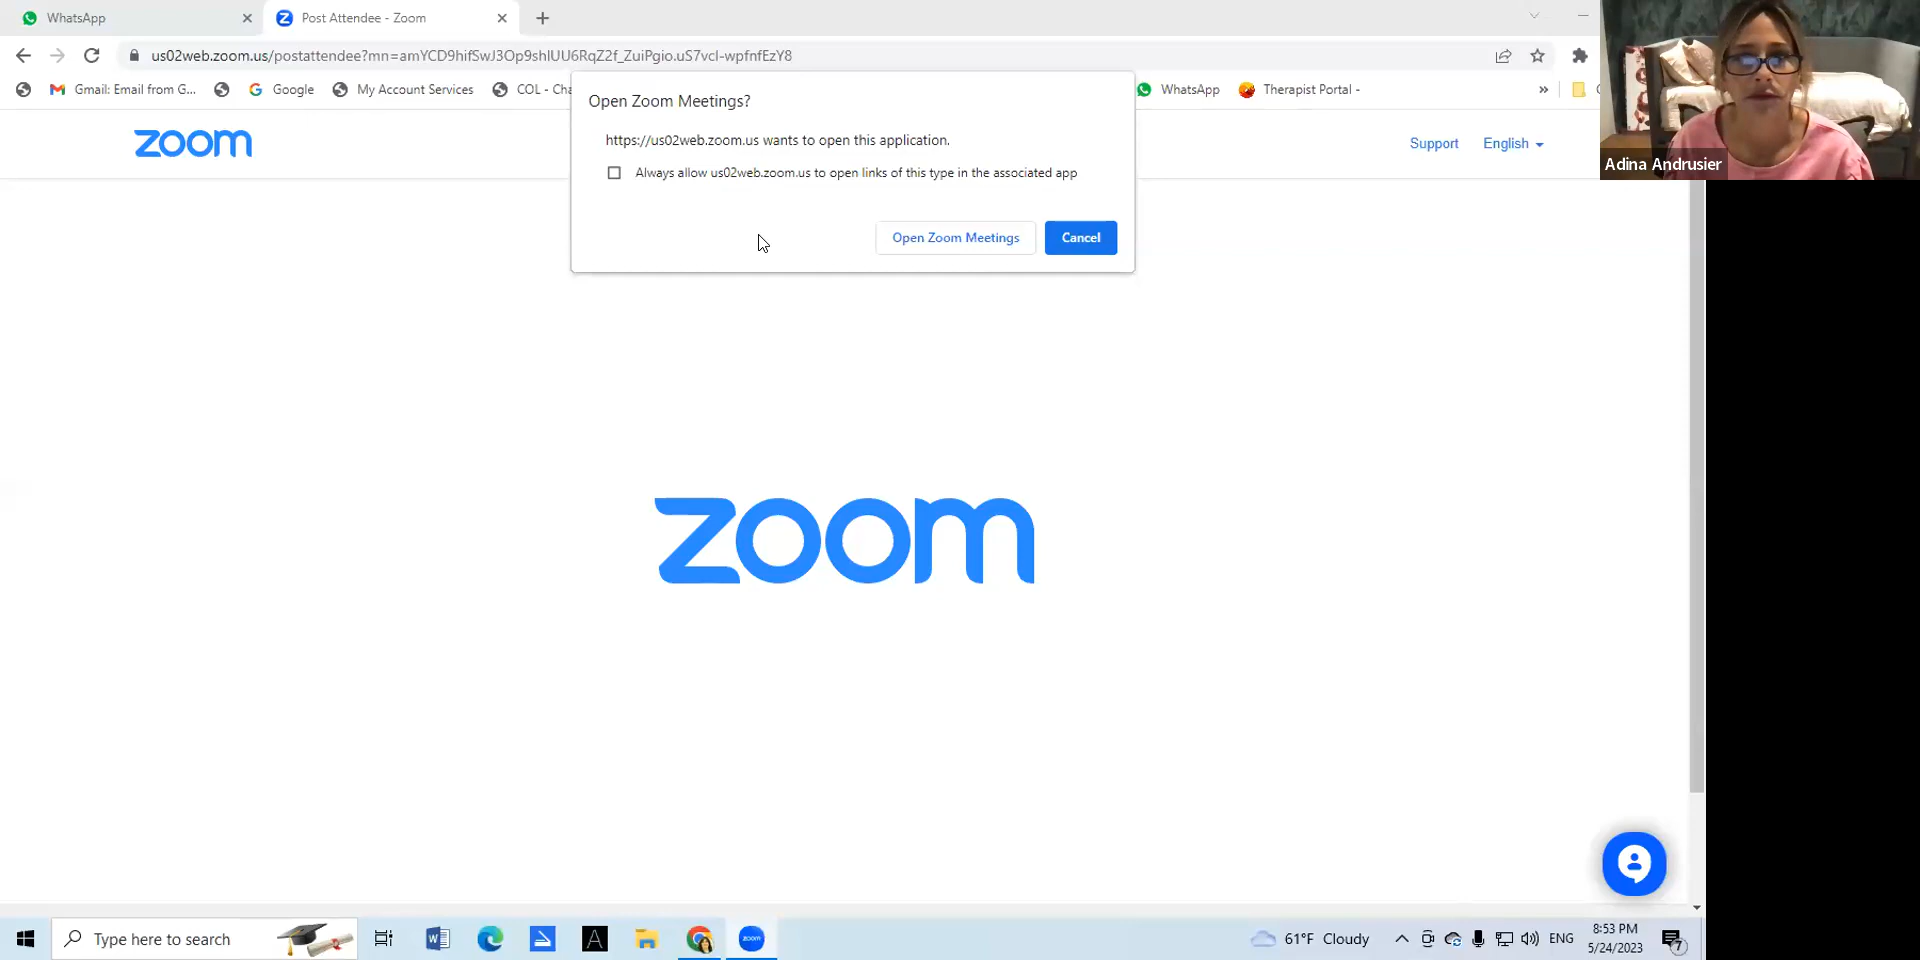 WhatsApp
Post Attendee - Zoom
us02web.zoom.us/postattendee?mn=amYCD9hifSwJ3Op9shlUU6RqZ2f_ZuiPgio.uS7vcI-wpfnfEzY8
Gmail: Email from G...
Google
My Account Services
COL - Cha
WhatsApp
Therapist Portal -
»
Open Zoom Meetings?
https://us02web.zoom.us wants to open this application.
Always allow us02web.zoom.us to open links of this type in the associated app
Open Zoom Meetings
Cancel
zoom
Support
English
Adina Andrusier
zoom
Type here to search
zoom
61°F Cloudy
ENG
8:53 PM
5/24/2023
7